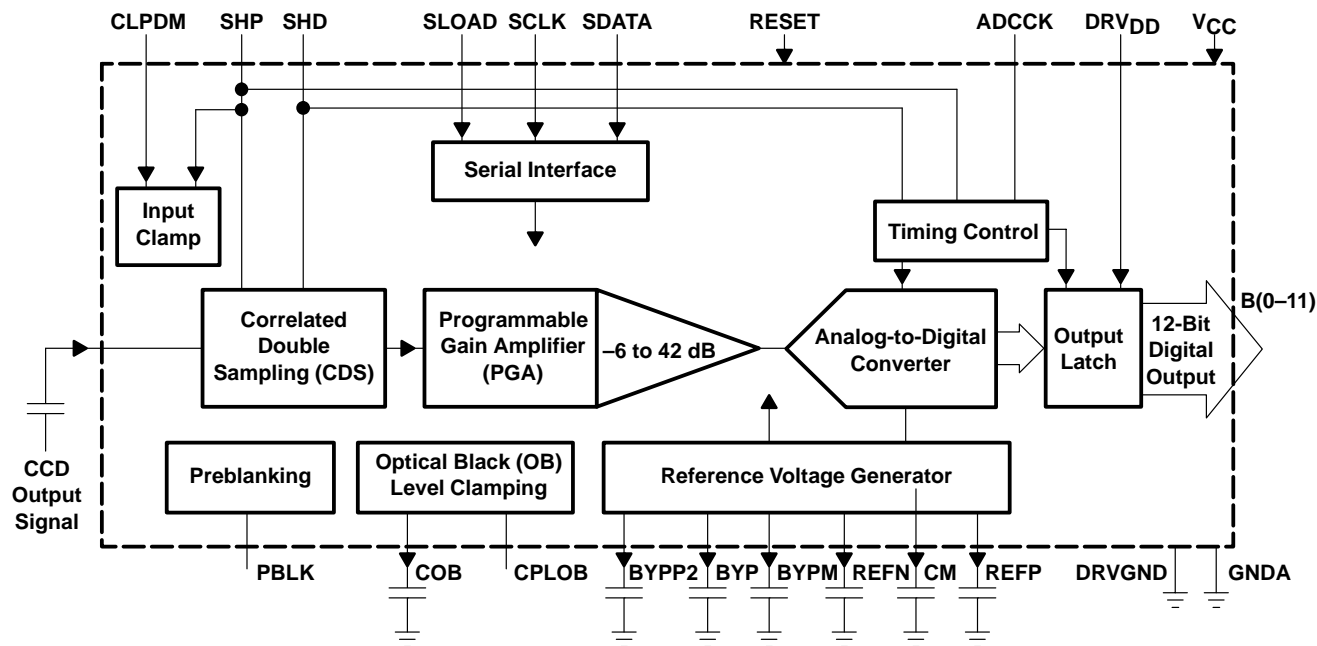 CLPDM SHP SHD SLOAD SCLK SDATA RESET ADCCK DRVDD VCC
Serial Interface
Input
Clamp
Timing Control
B(0–11)
Correlated
Double
Sampling (CDS)
Programmable
Gain Amplifier
(PGA)
–6 to 42 dB
Analog-to-Digital
Converter
Output
Latch
12-Bit
Digital
Output
CCD
Output
Signal
Preblanking
Optical Black (OB)
Level Clamping
Reference Voltage Generator
PBLK COB CPLOB BYPP2 BYP BYPM REFN CM REFP DRVGND GNDA